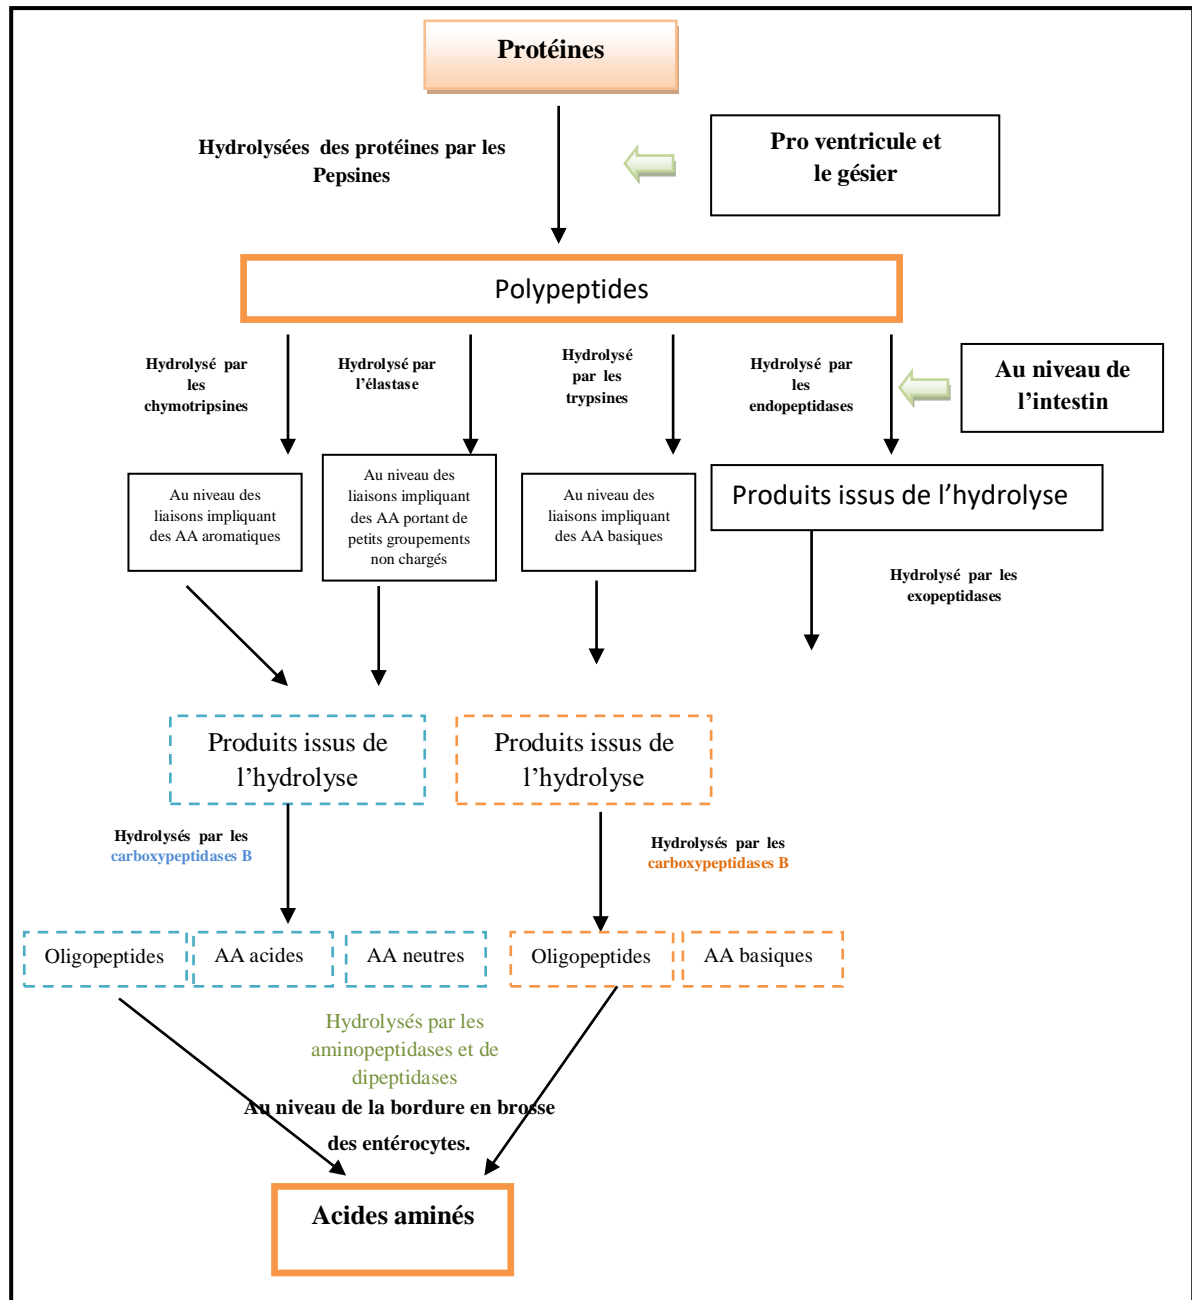 Protéines
Hydrolysées des protéines par les
Pepsines
Pro ventricule et
le gésier
Polypeptides
Hydrolysé par
les
chymotripsines
Hydrolysé par
l’élastase
Hydrolysé
par les
trypsines
Hydrolysé par
les
endopeptidases
Au niveau de
l’intestin
Au niveau des
liaisons impliquant
des AA aromatiques
Au niveau des
liaisons impliquant
des AA portant de
petits groupements
non chargés
Au niveau des
liaisons impliquant
des AA basiques
Produits issus de l’hydrolyse
Hydrolysé par les
exopeptidases
Produits issus de
l’hydrolyse
Produits issus de
l’hydrolyse
Hydrolysés par les
carboxypeptidases B
Hydrolysés par les
carboxypeptidases B
Oligopeptides
AA acides
AA neutres
Oligopeptides
AA basiques
Hydrolysés par les
aminopeptidases et de
dipeptidases
Au niveau de la bordure en brosse
des entérocytes.
Acides aminés